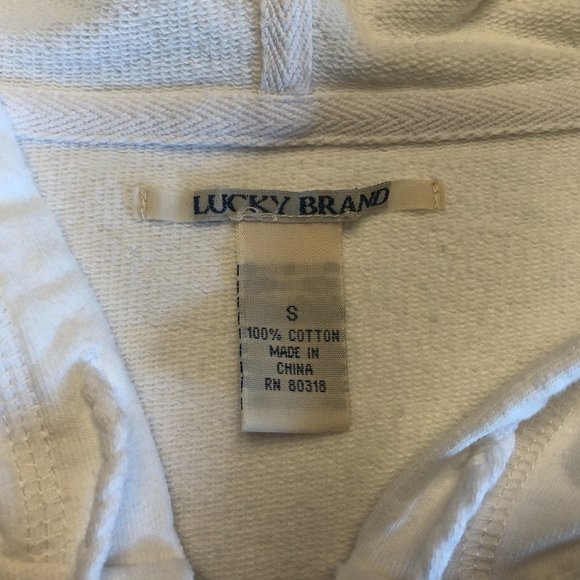 LUCKY BRAND
S
100% COTTON
MADE IN
CHINA
RN 80318